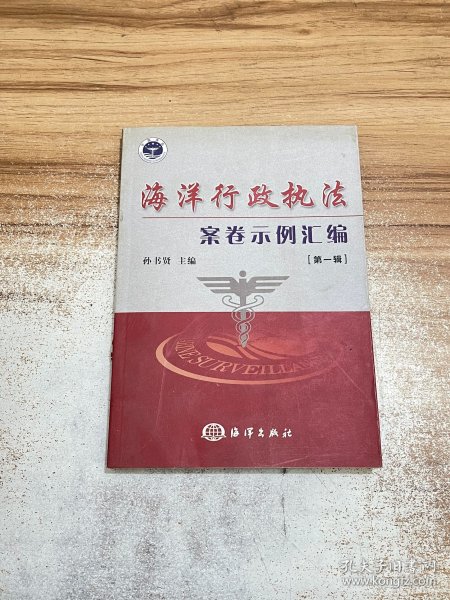 海洋行政执法
案卷示例汇编
孙书贤 主编
[第一辑]
海洋出版社
孔夫子旧书网
www.kongfz.com